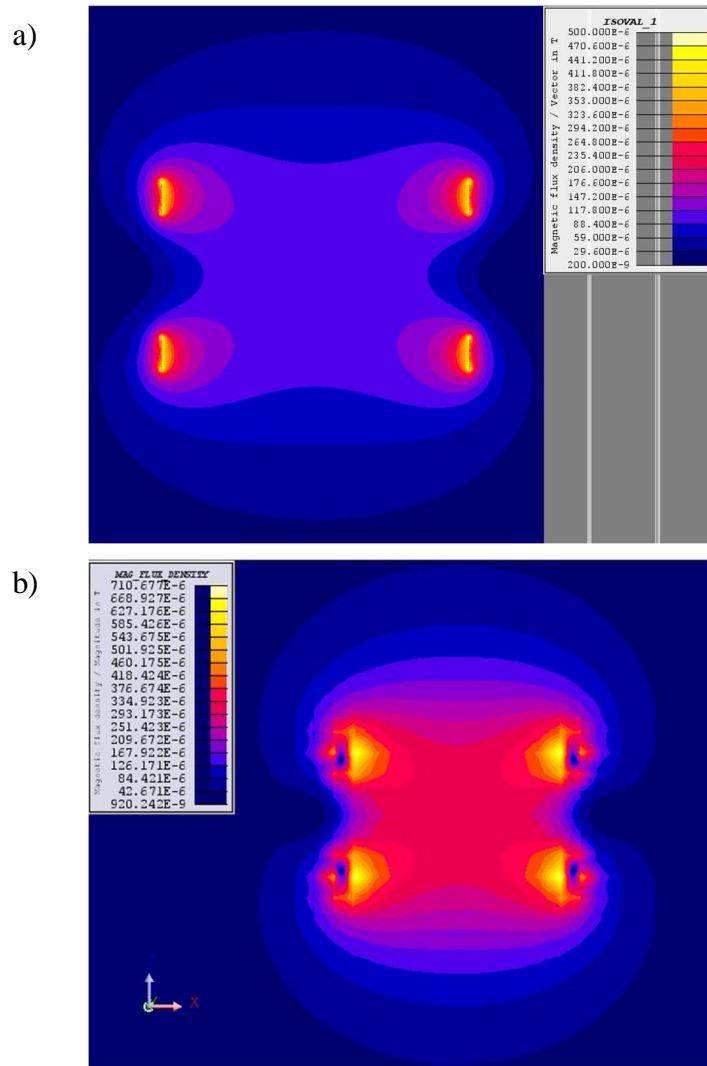 a)
ISOVAL_1
Magnetic flux density / Vector in T
500.000E-6
470.600E-6
441.200E-6
411.800E-6
382.400E-6
353.000E-6
323.600E-6
294.200E-6
264.800E-6
235.400E-6
206.000E-6
176.600E-6
147.200E-6
117.800E-6
88.400E-6
59.000E-6
29.600E-6
200.000E-9
b)
MAG_FLUX_DENSITY
Magnetic flux density / Magnitude in T
710.677E-6
668.927E-6
627.176E-6
585.426E-6
543.675E-6
501.925E-6
460.175E-6
418.424E-6
376.674E-6
334.923E-6
293.173E-6
251.423E-6
209.672E-6
167.922E-6
126.171E-6
84.421E-6
42.671E-6
920.242E-9
Z
Y
X